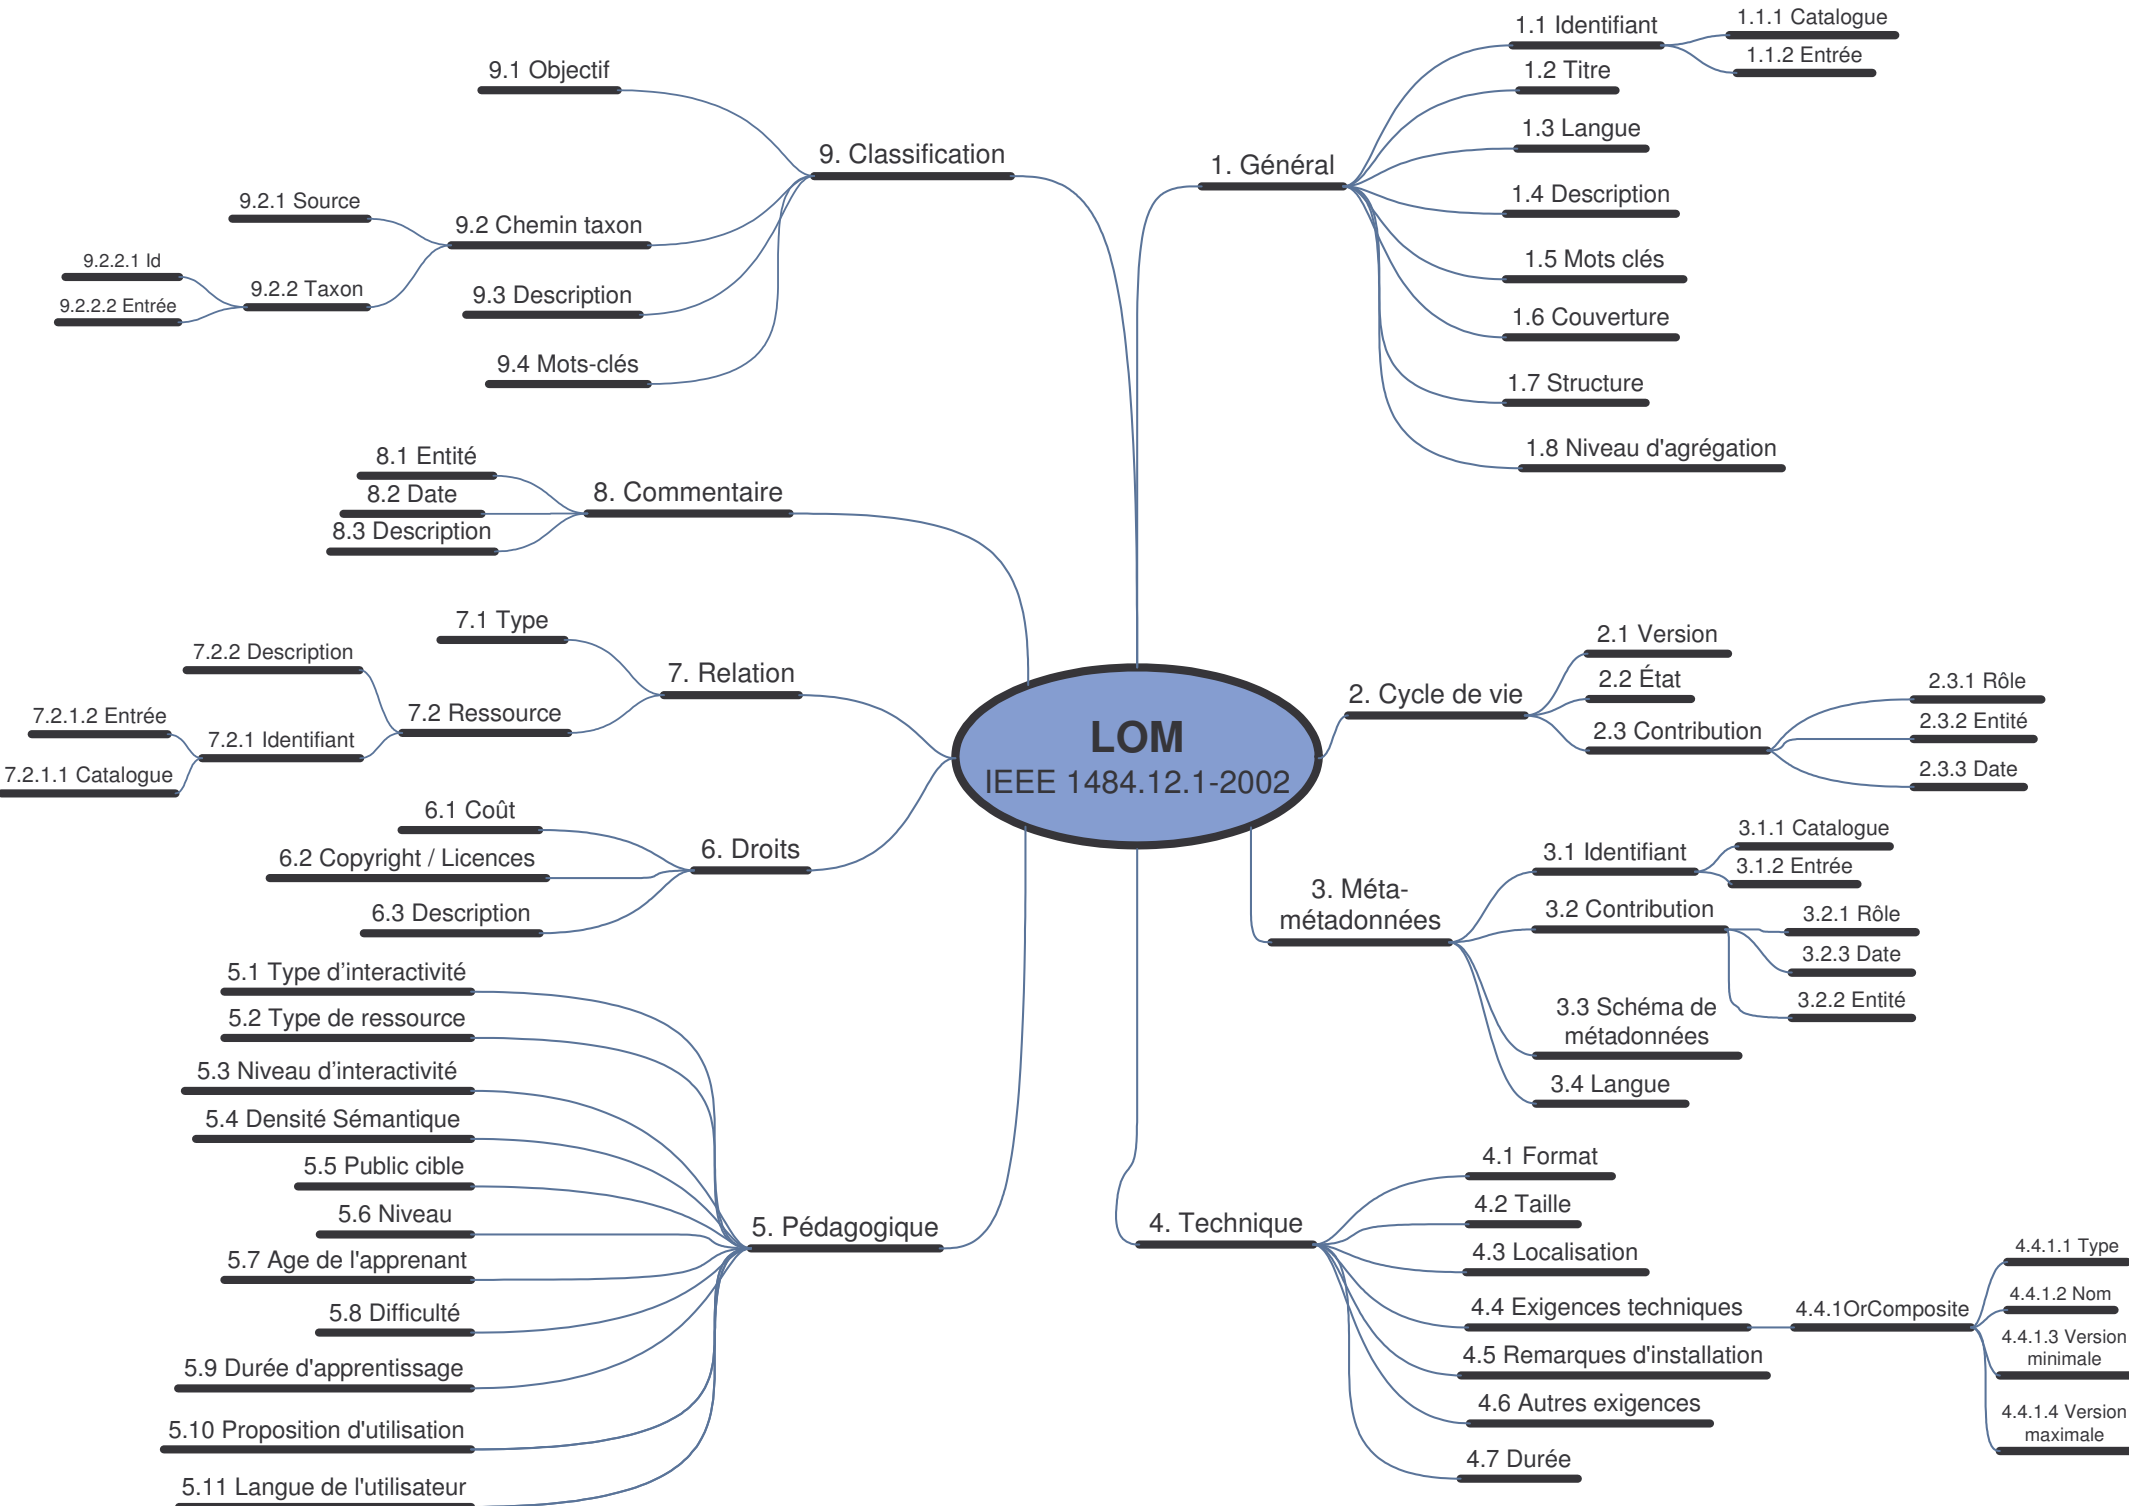 LOM
IEEE 1484.12.1-2002
1. Général
1.1 Identifiant
1.1.1 Catalogue
1.1.2 Entrée
1.2 Titre
1.3 Langue
1.4 Description
1.5 Mots clés
1.6 Couverture
1.7 Structure
1.8 Niveau d'agrégation
2. Cycle de vie
2.1 Version
2.2 État
2.3 Contribution
2.3.1 Rôle
2.3.2 Entité
2.3.3 Date
3. Méta-
métadonnées
3.1 Identifiant
3.1.1 Catalogue
3.1.2 Entrée
3.2 Contribution
3.2.1 Rôle
3.2.3 Date
3.2.2 Entité
3.3 Schéma de
métadonnées
3.4 Langue
4. Technique
4.1 Format
4.2 Taille
4.3 Localisation
4.4 Exigences techniques
4.4.1OrComposite
4.4.1.1 Type
4.4.1.2 Nom
4.4.1.3 Version
minimale
4.4.1.4 Version
maximale
4.5 Remarques d'installation
4.6 Autres exigences
4.7 Durée
5. Pédagogique
5.1 Type d’interactivité
5.2 Type de ressource
5.3 Niveau d’interactivité
5.4 Densité Sémantique
5.5 Public cible
5.6 Niveau
5.7 Age de l'apprenant
5.8 Difficulté
5.9 Durée d'apprentissage
5.10 Proposition d'utilisation
5.11 Langue de l'utilisateur
6. Droits
6.1 Coût
6.2 Copyright / Licences
6.3 Description
7. Relation
7.1 Type
7.2 Ressource
7.2.2 Description
7.2.1 Identifiant
7.2.1.2 Entrée
7.2.1.1 Catalogue
8. Commentaire
8.1 Entité
8.2 Date
8.3 Description
9. Classification
9.1 Objectif
9.2 Chemin taxon
9.2.1 Source
9.2.2 Taxon
9.2.2.1 Id
9.2.2.2 Entrée
9.3 Description
9.4 Mots-clés